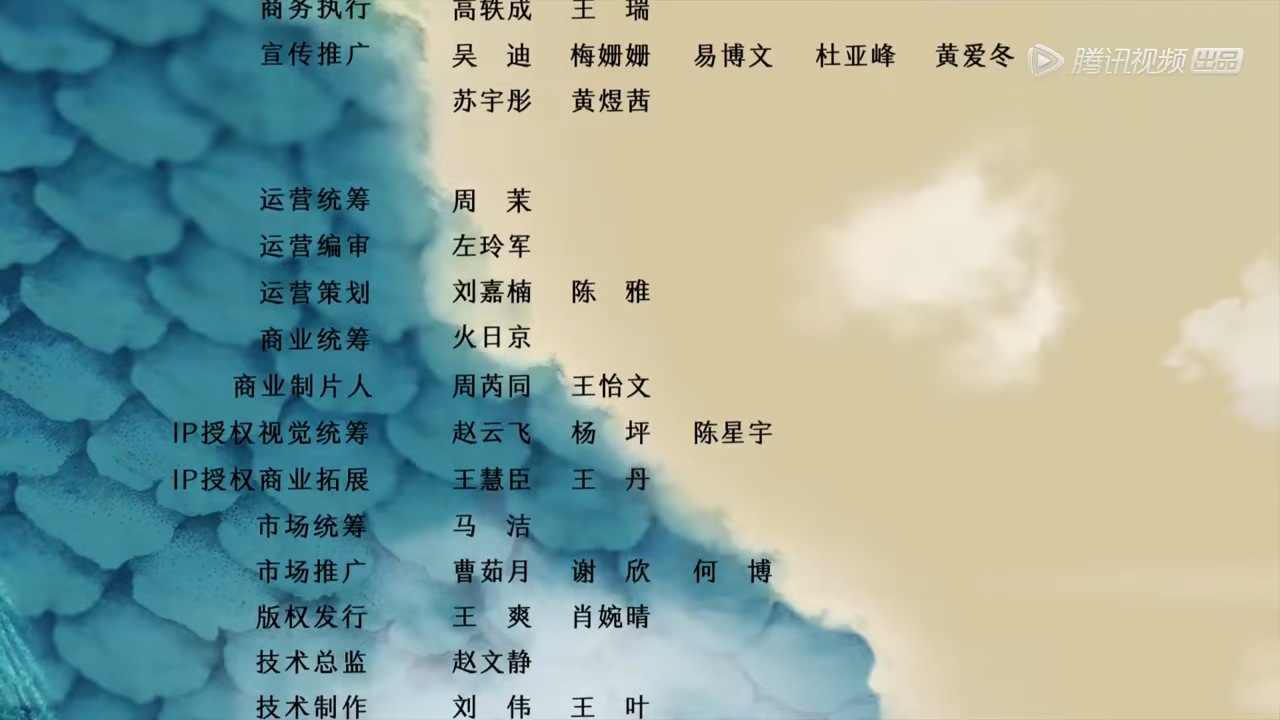 商务执行 高轶成 王 瑞
宣传推广 吴 迪 梅姗姗 易博文 杜亚峰 黄爱冬
腾讯视频 出品
苏宇彤 黄煜茜
运营统筹 周 茉
运营编审 左玲军
运营策划 刘嘉楠 陈 雅
商业统筹 火日京
商业制片人 周芮同 王怡文
IP授权视觉统筹 赵云飞 杨 坪 陈星宇
IP授权商业拓展 王慧臣 王 丹
市场统筹 马 洁
市场推广 曹茹月 谢 欣 何 博
版权发行 王 爽 肖婉晴
技术总监 赵文静
技术制作 刘 伟 王 叶